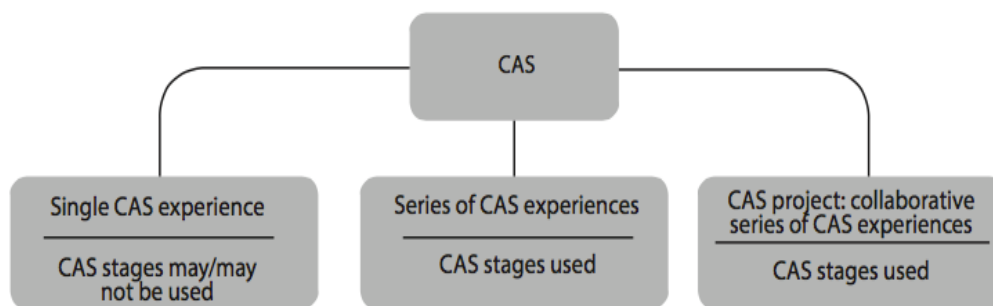 CAS
Single CAS experience
CAS stages may/may
not be used
Series of CAS experiences
CAS stages used
CAS project: collaborative
series of CAS experiences
CAS stages used